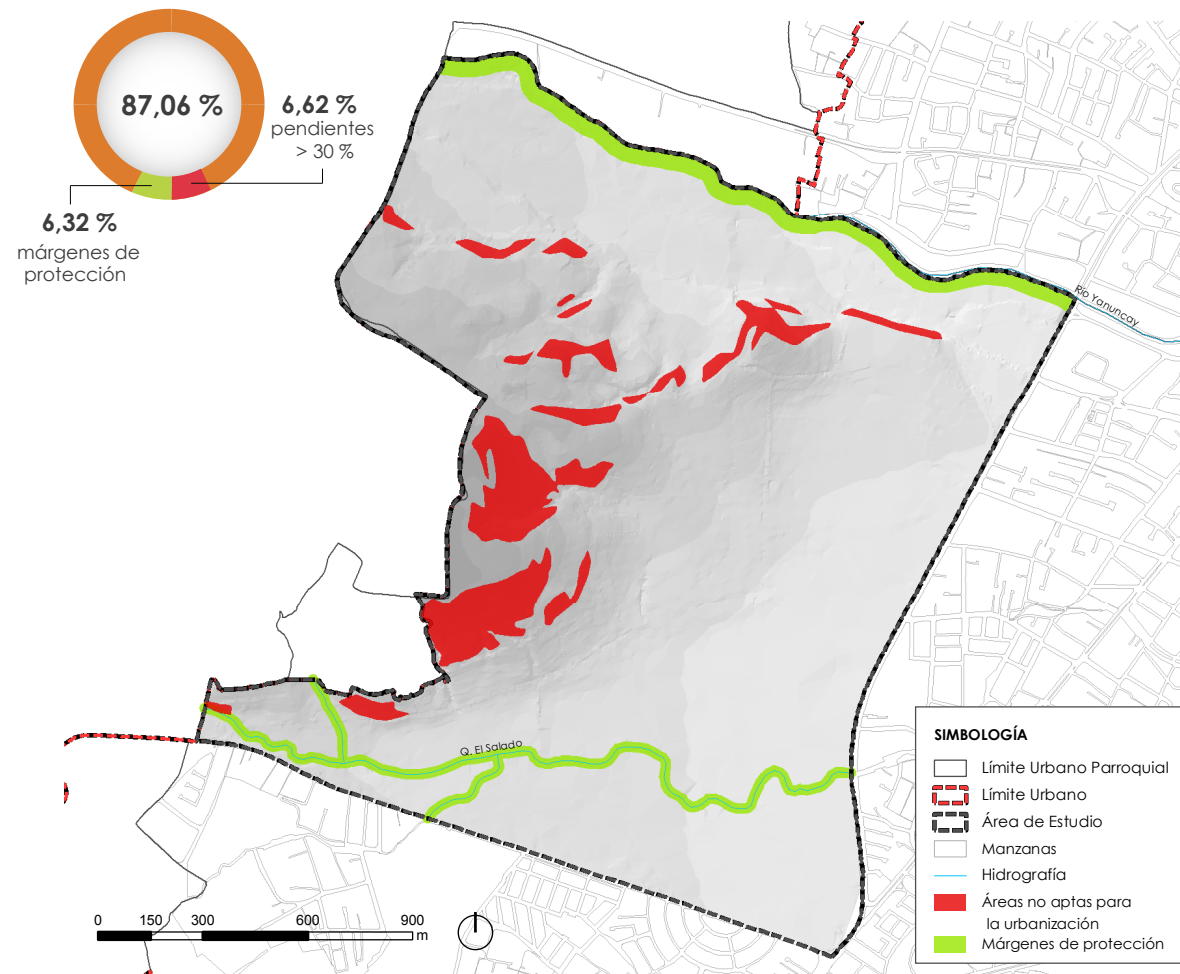 87,06 %
6,62 %
pendientes
> 30 %
6,32 %
márgenes de
protección
Río Yanuncay
Q. El Salado
SIMBOLOGÍA
Límite Urbano Parroquial
Límite Urbano
Área de Estudio
Manzanas
Hidrografía
Áreas no aptas para
la urbanización
Márgenes de protección
0 150 300 600 900
m